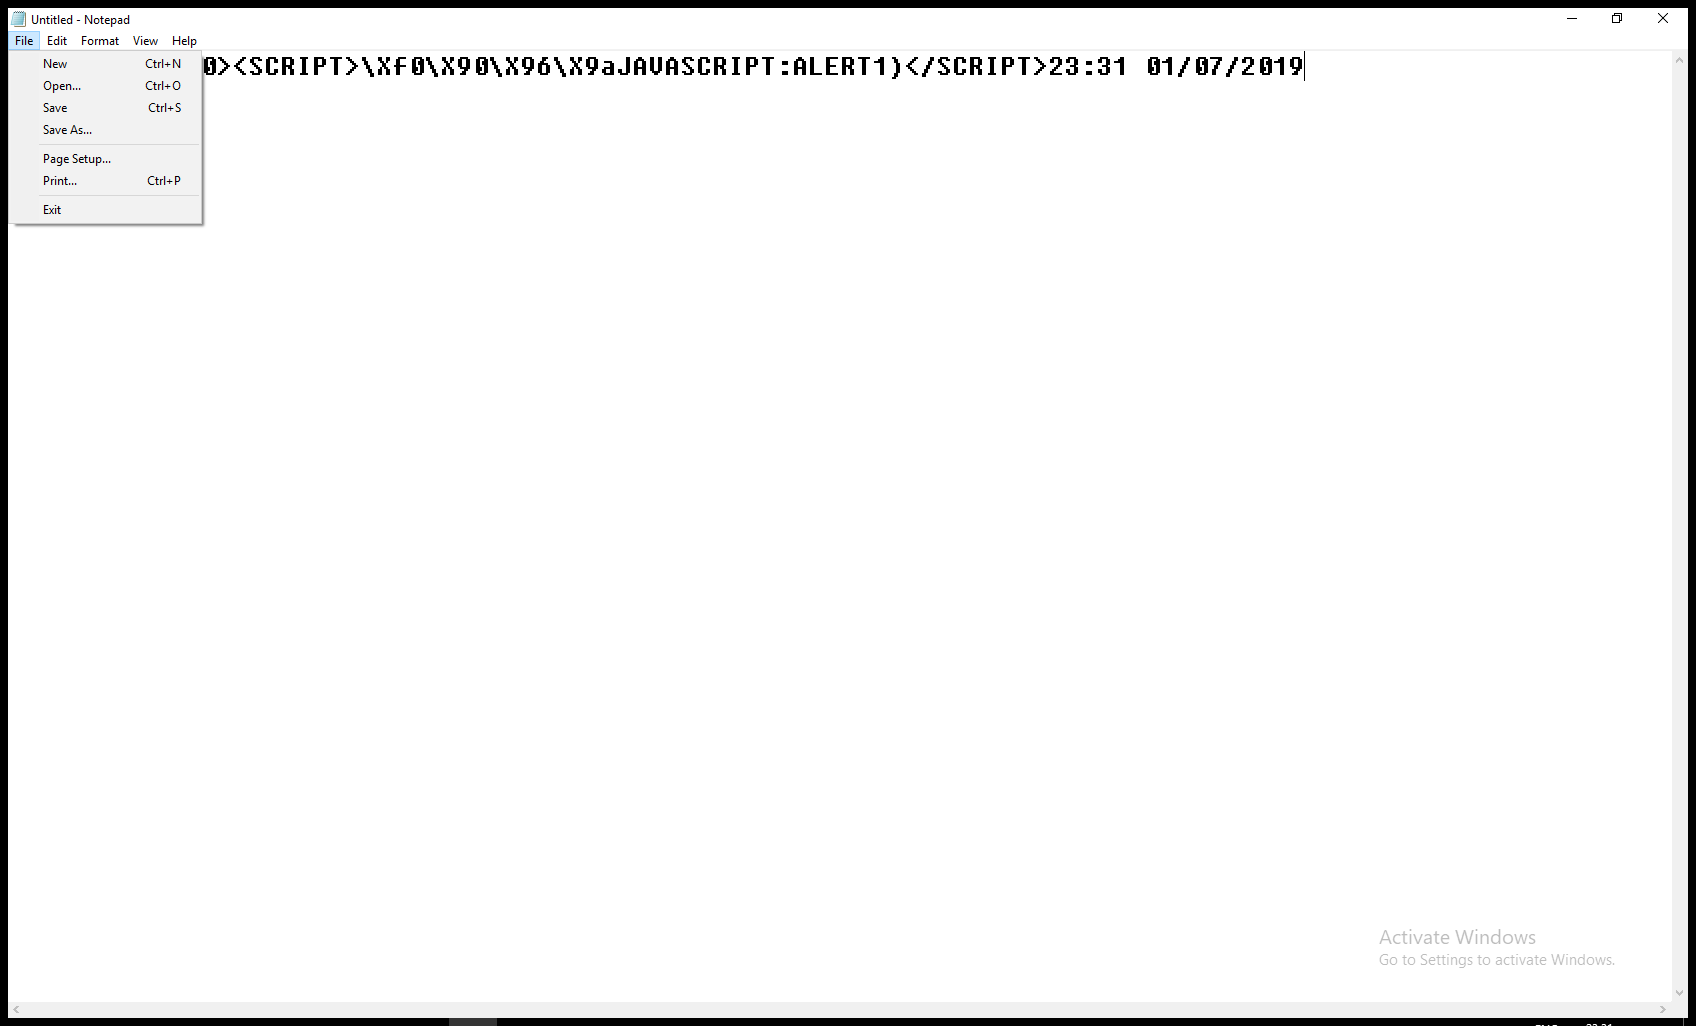 Untitled - Notepad
File Edit Format View Help
0><SCRIPT>\Xf0\X90\X96\X9aJAVASCRIPT:ALERT1)</SCRIPT>23:31 01/07/2019
New Ctrl+N
Open... Ctrl+O
Save Ctrl+S
Save As...
Page Setup...
Print... Ctrl+P
Exit
Activate Windows
Go to Settings to activate Windows.